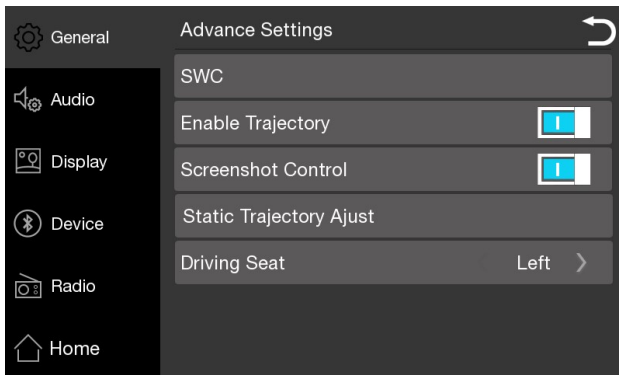 General
Audio
Display
Device
Radio
Home
Advance Settings
SWC
Enable Trajectory
Screenshot Control
Static Trajectory Ajust
Driving Seat Left